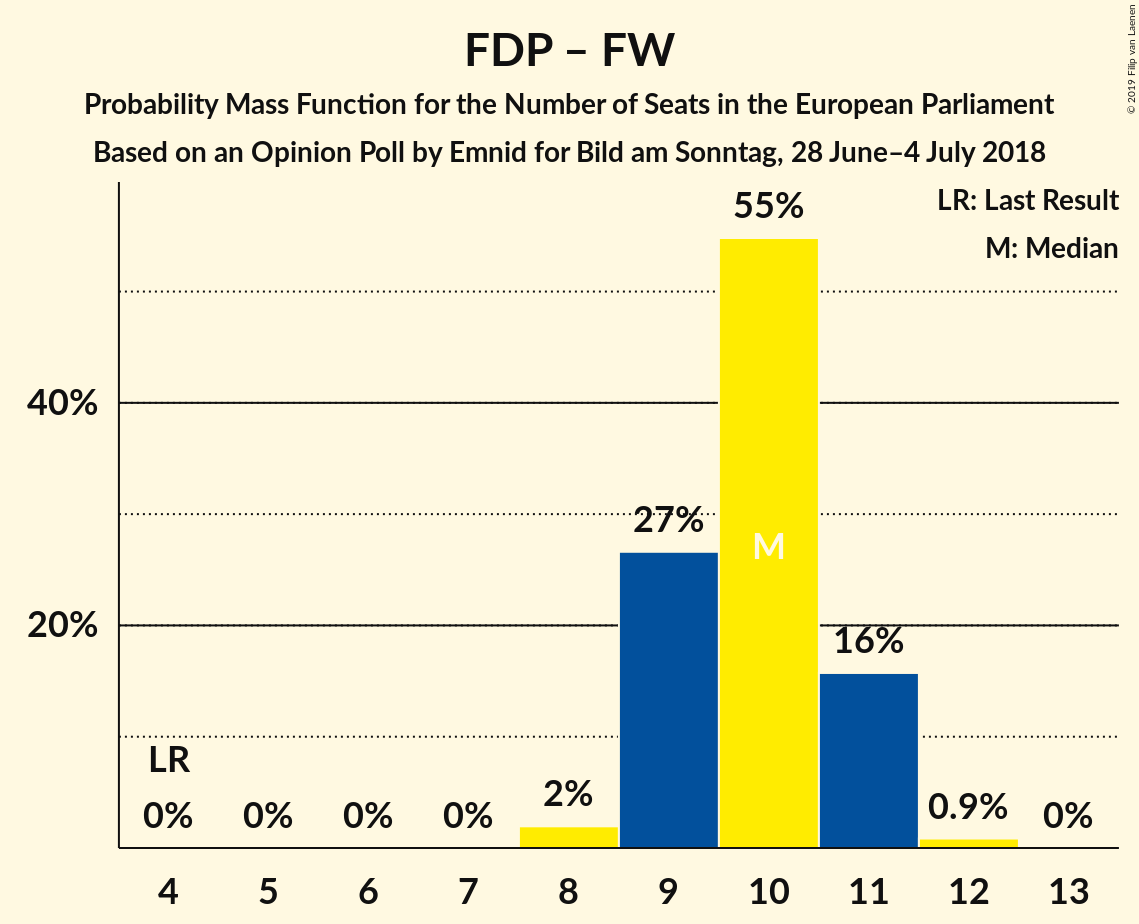 FDP – FW
Probability Mass Function for the Number of Seats in the European Parliament
Based on an Opinion Poll by Emnid for Bild am Sonntag, 28 June–4 July 2018
© 2019 Filip van Laenen
LR: Last Result
M: Median
55%
40%
27%
M
20%
16%
LR
0% 0% 0% 0% 2% 0.9% 0%
4 5 6 7 8 9 10 11 12 13